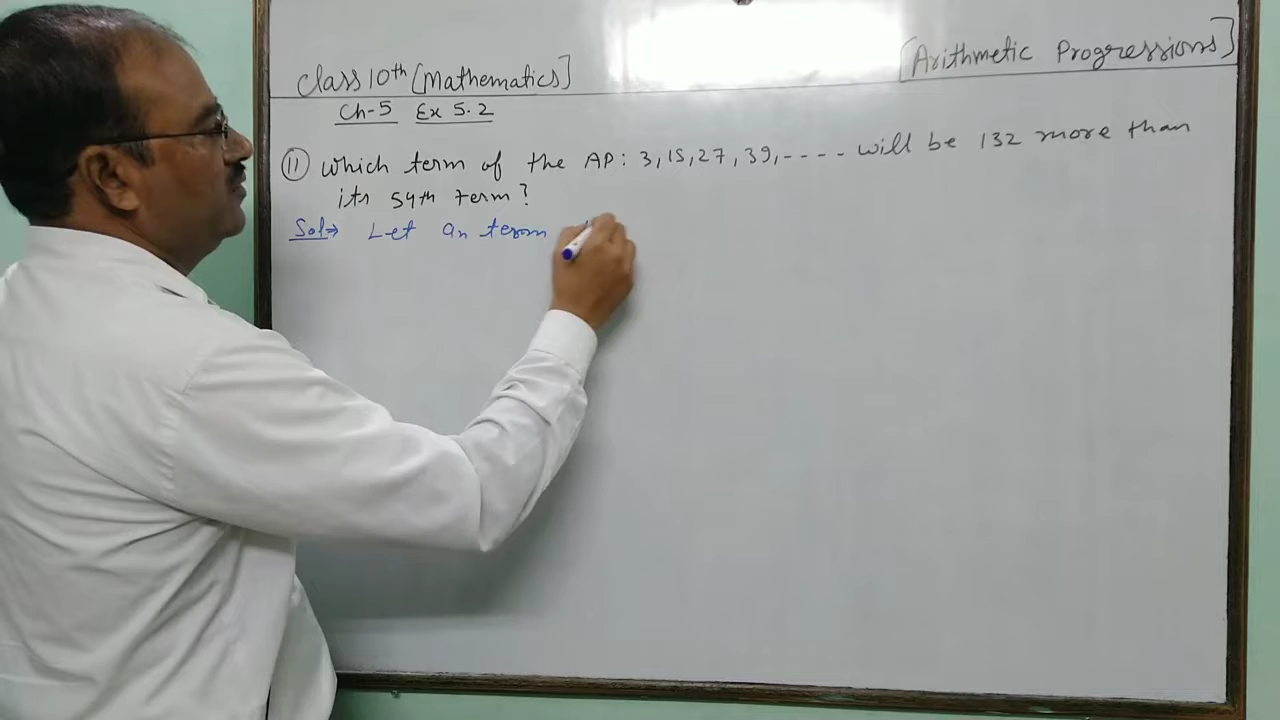 Class 10th [Mathematics]
[Arithmetic Progressions]
Ch-5 Ex 5.2
11 Which term of the AP: 3, 15, 27, 39, ---- will be 132 more than
its 54th term?
Sol⇒ Let an term